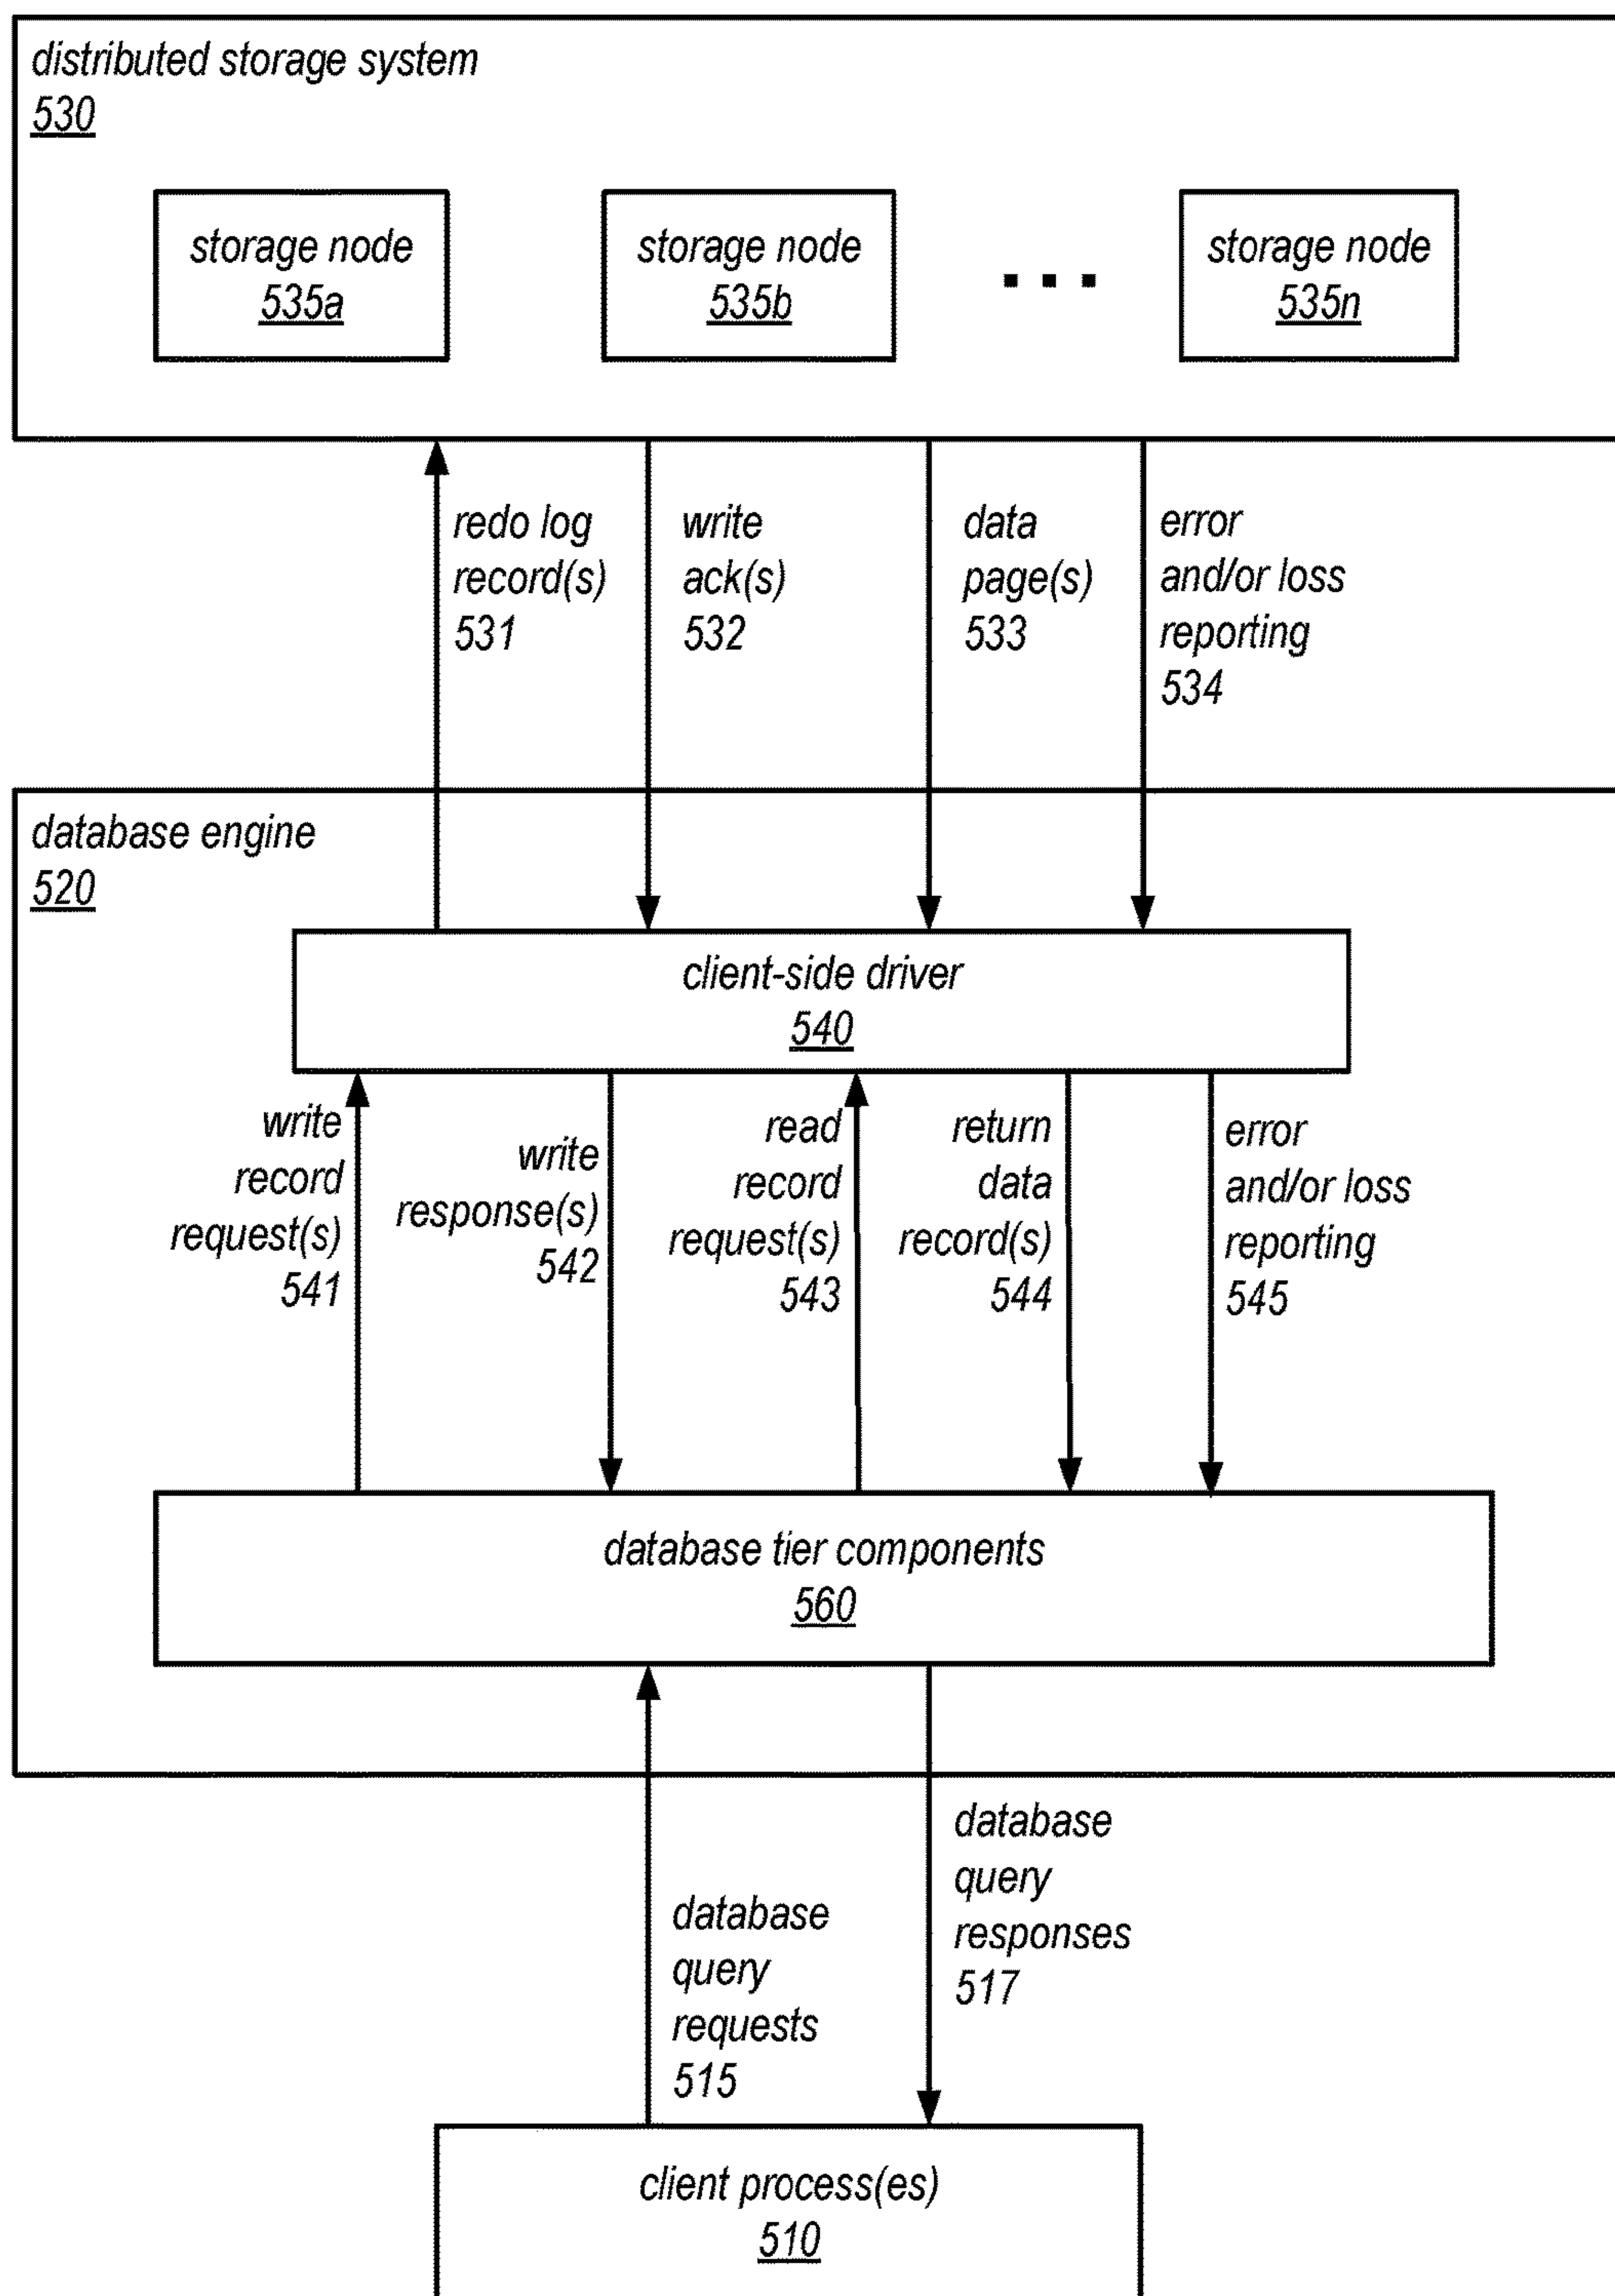 distributed storage system
530
storage node
535a
storage node
535b
storage node
535n
redo log
record(s)
531
write
ack(s)
532
data
page(s)
533
error
and/or loss
reporting
534
database engine
520
client-side driver
540
write
record
request(s)
541
write
response(s)
542
read
record
request(s)
543
return
data
record(s)
544
error
and/or loss
reporting
545
database tier components
560
database
query
requests
515
database
query
responses
517
client process(es)
510